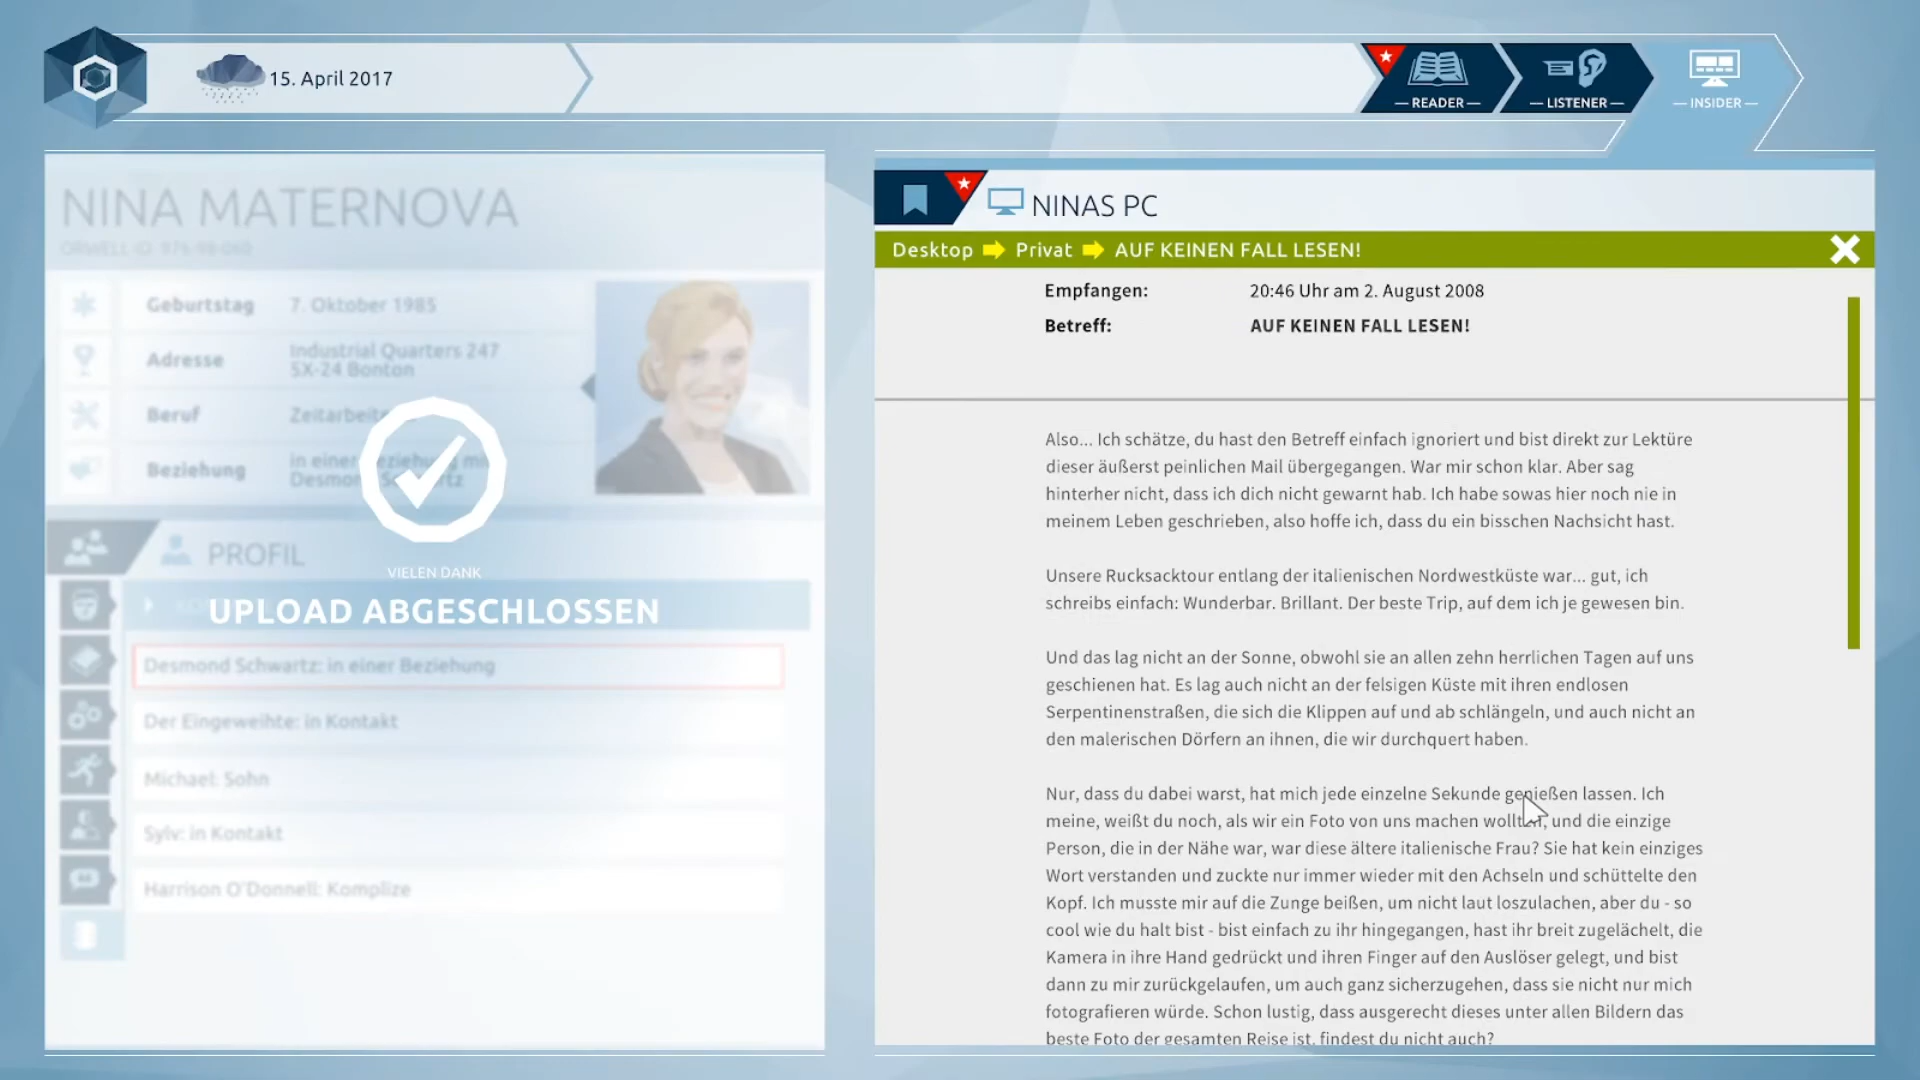 15. April 2017
READER
LISTENER
INSIDER
NINA MATERNOVA
ORWELL-ID: 976-98-060
Geburtstag 7. Oktober 1985
Adresse Industrial Quarters 247
5X-24 Bonton
Beruf
Beziehung in einer Beziehung mit
Desmond Schwartz
PROFIL
VIELEN DANK
UPLOAD ABGESCHLOSSEN
Desmond Schwartz: in einer Beziehung
Der Eingeweihte: in Kontakt
Michael: Sohn
Sylv: in Kontakt
Harrison O'Donnell: Komplize
NINAS PC
Desktop Privat AUF KEINEN FALL LESEN!
Empfangen: 20:46 Uhr am 2. August 2008
Betreff: AUF KEINEN FALL LESEN!
Also... Ich schätze, du hast den Betreff einfach ignoriert und bist direkt zur Lektüre
dieser äußerst peinlichen Mail übergegangen. War mir schon klar. Aber sag
hinterher nicht, dass ich dich nicht gewarnt hab. Ich habe sowas hier noch nie in
meinem Leben geschrieben, also hoffe ich, dass du ein bisschen Nachsicht hast.
Unsere Rucksacktour entlang der italienischen Nordwestküste war... gut, ich
schreibs einfach: Wunderbar. Brillant. Der beste Trip, auf dem ich je gewesen bin.
Und das lag nicht an der Sonne, obwohl sie an allen zehn herrlichen Tagen auf uns
geschienen hat. Es lag auch nicht an der felsigen Küste mit ihren endlosen
Serpentinenstraßen, die sich die Klippen auf und ab schlängeln, und auch nicht an
den malerischen Dörfern an ihnen, die wir durchquert haben.
Nur, dass du dabei warst, hat mich jede einzelne Sekunde genießen lassen. Ich
meine, weißt du noch, als wir ein Foto von uns machen wollten, und die einzige
Person, die in der Nähe war, war diese ältere italienische Frau? Sie hat kein einziges
Wort verstanden und zuckte nur immer wieder mit den Achseln und schüttelte den
Kopf. Ich musste mir auf die Zunge beißen, um nicht laut loszulachen, aber du - so
cool wie du halt bist - bist einfach zu ihr hingegangen, hast ihr breit zugelächelt, die
Kamera in ihre Hand gedrückt und ihren Finger auf den Auslöser gelegt, und bist
dann zu mir zurückgelaufen, um auch ganz sicherzugehen, dass sie nicht nur mich
fotografieren würde. Schon lustig, dass ausgerecht dieses unter allen Bildern das
beste Foto der gesamten Reise ist, findest du nicht auch?